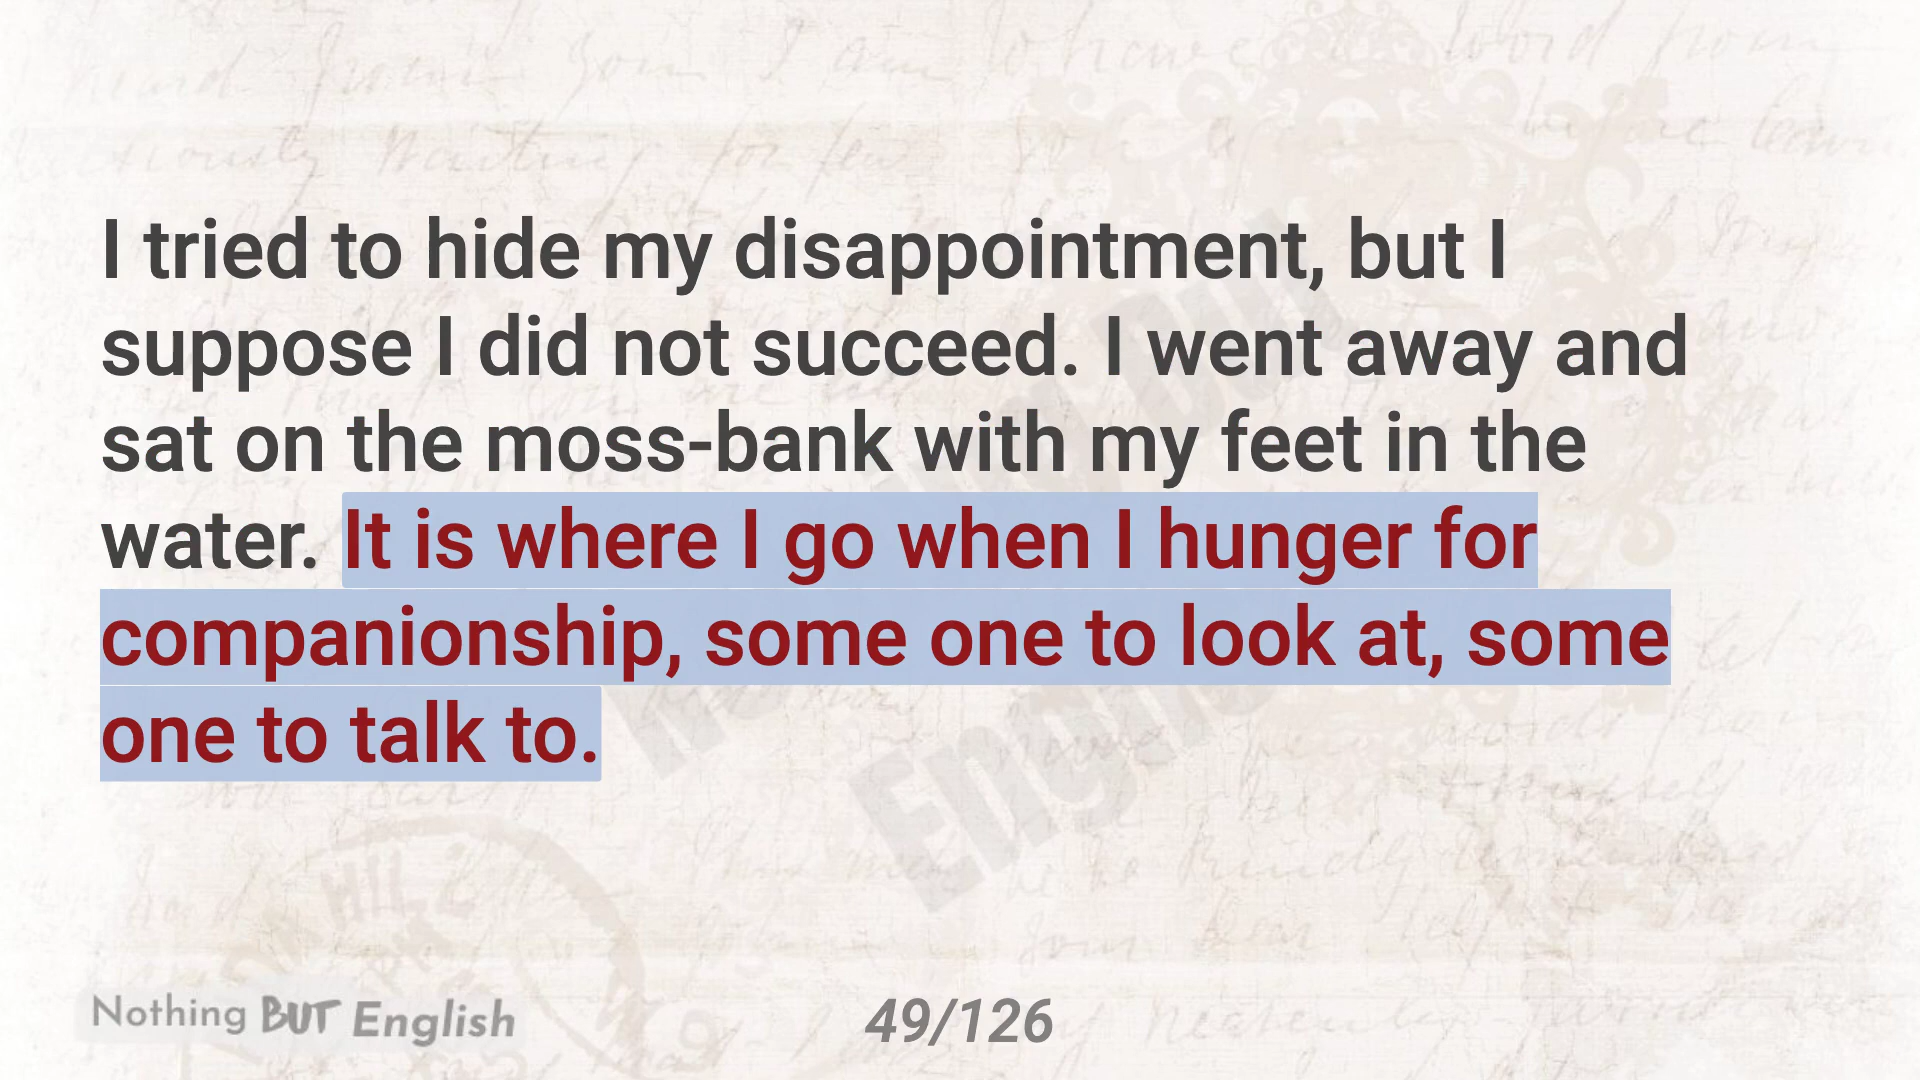 I tried to hide my disappointment, but I
suppose I did not succeed. I went away and
sat on the moss-bank with my feet in the
water. It is where I go when I hunger for
companionship, some one to look at, some
one to talk to.
Nothing BUT English
49/126